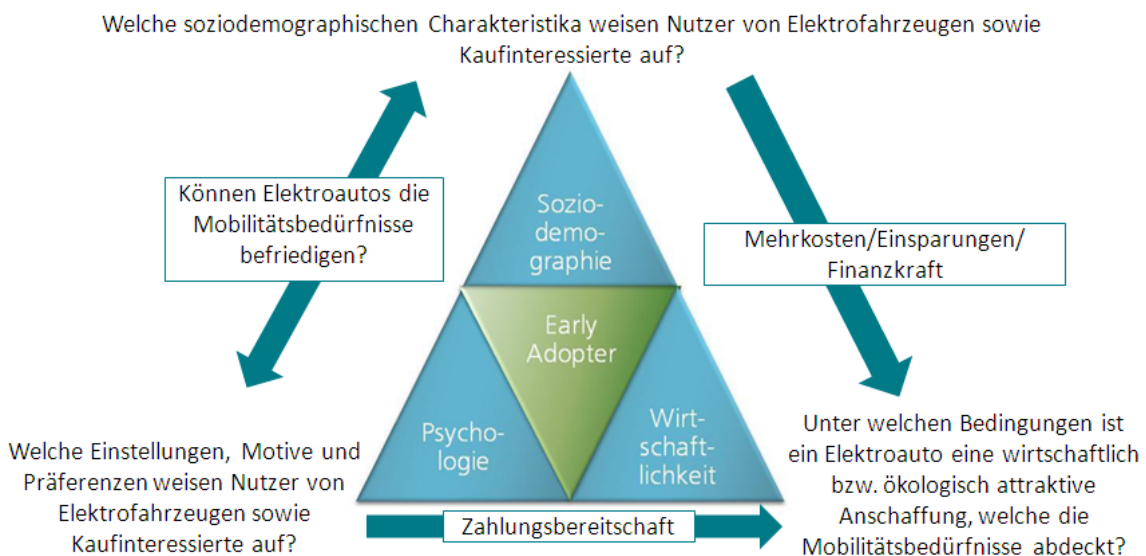 Welche soziodemographischen Charakteristika weisen Nutzer von Elektrofahrzeugen sowie
Kaufinteressierte auf?
Können Elektroautos die
Mobilitätsbedürfnisse
befriedigen?
Sozio-
demo-
graphie
Mehrkosten/Einsparungen/
Finanzkraft
Early
Adopter
Psycho-
logie
Wirt-
schaft-
lichkeit
Welche Einstellungen, Motive und
Präferenzen weisen Nutzer von
Elektrofahrzeugen sowie
Kaufinteressierte auf?
Zahlungsbereitschaft
Unter welchen Bedingungen ist
ein Elektroauto eine wirtschaftlich
bzw. ökologisch attraktive
Anschaffung, welche die
Mobilitätsbedürfnisse abdeckt?